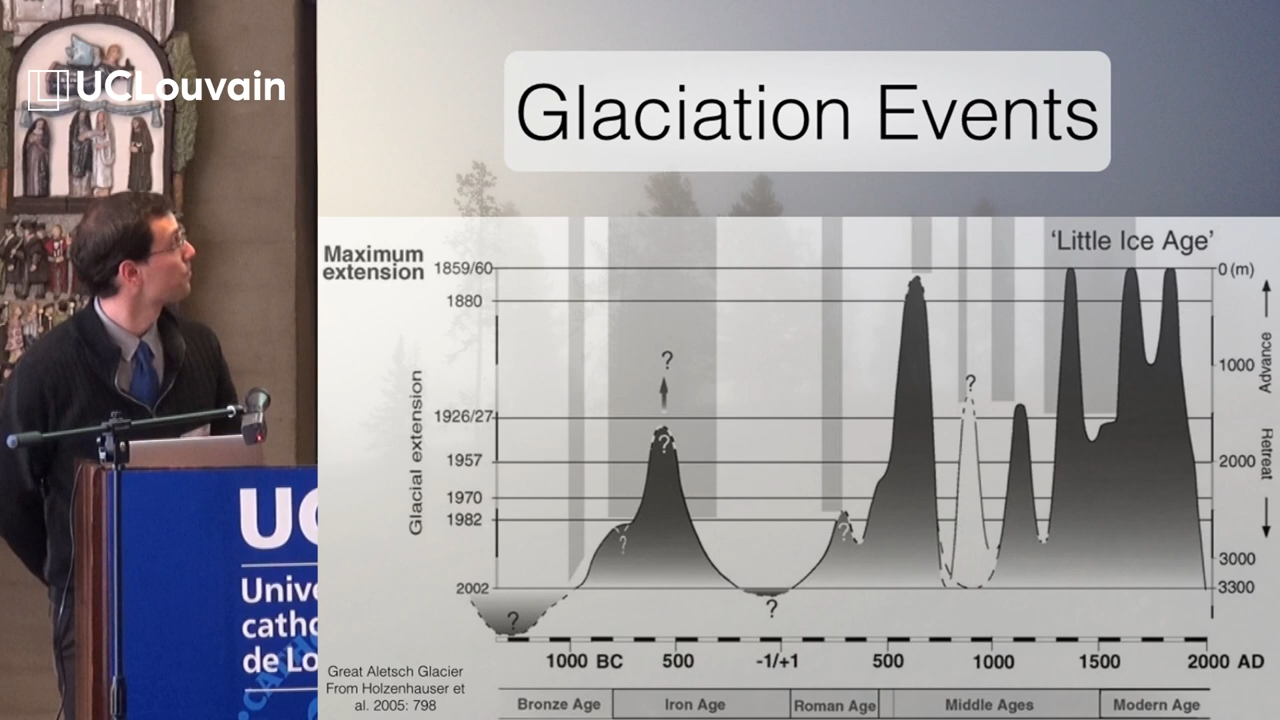 UCLouvain
Glaciation Events
'Little Ice Age'
Maximum
extension
1859/60
1880
1926/27
1957
1970
1982
2002
Glacial extension
0 (m)
1000
2000
3000
3300
Advance
Retreat
?
?
?
?
?
?
?
1000 BC
500
-1/+1
500
1000
1500
2000 AD
Bronze Age
Iron Age
Roman Age
Middle Ages
Modern Age
Great Aletsch Glacier
From Holzenhauser et
al. 2005: 798
UC
Unive
catho
de Lo